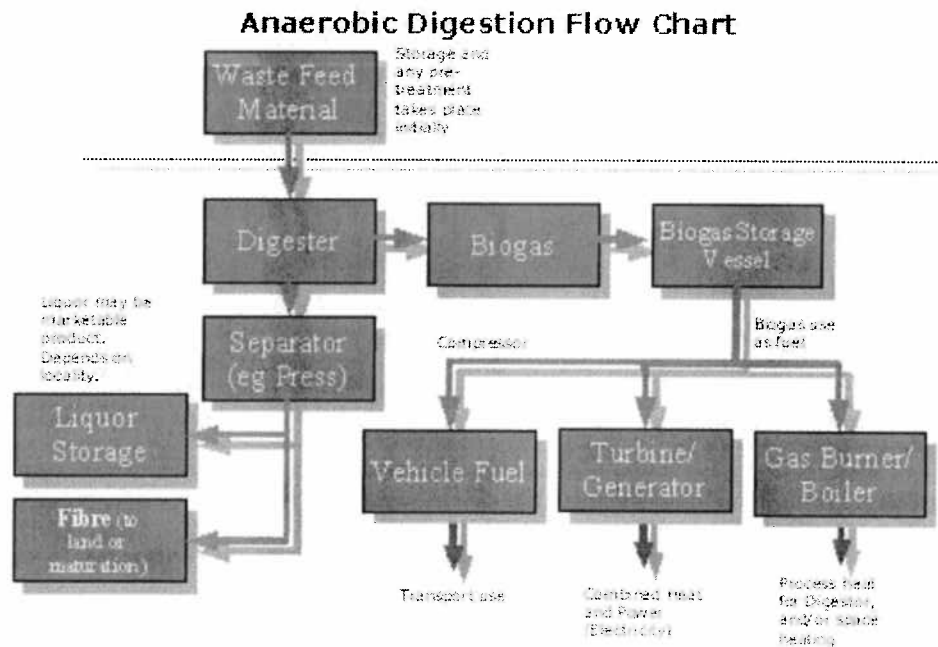 Anaerobic Digestion Flow Chart
Waste Feed
Material
Storage and
any pre-
treatment
takes place
initially
Digester
Biogas
Biogas Storage
Vessel
Liquor may be
marketable
product.
Depends on
locality.
Separator
(eg Press)
Compressor
Biogas use
as fuel
Liquor
Storage
Vehicle Fuel
Turbine/
Generator
Gas Burner/
Boiler
Fibre (to
land or
maturation)
Transport use
Combined Heat
and Power
(Electricity)
Process heat
for Digestor,
and/or space
heating